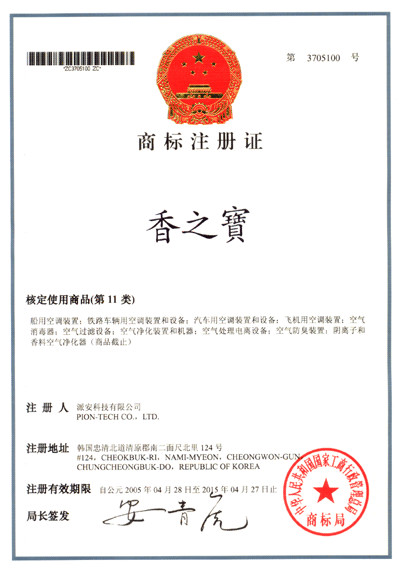 第 3705100 号
*ZC3705100 ZC*
商标注册证
香之寶
核定使用商品(第 11 类)
船用空调装置；铁路车辆用空调装置和设备；汽车用空调装置和设备；飞机用空调装置；空气
消毒器；空气过滤设备；空气净化装置和机器；空气处理电离设备；空气防臭装置；阴离子和
香料空气净化器（商品截止）
注册人 派安科技有限公司
PION-TECH CO., LTD.
注册地址 韩国忠清北道清原郡南二面尺北里 124 号
#124, CHEOKBUK-RI, NAMI-MYEON, CHEONGWON-GUN,
CHUNGCHEONGBUK-DO, REPUBLIC OF KOREA
注册有效期限 自公元 2005 年 04 月 28 日至 2015 年 04 月 27 日止
局长签发 安青虎
中华人民共和国国家工商行政管理总局
商标局